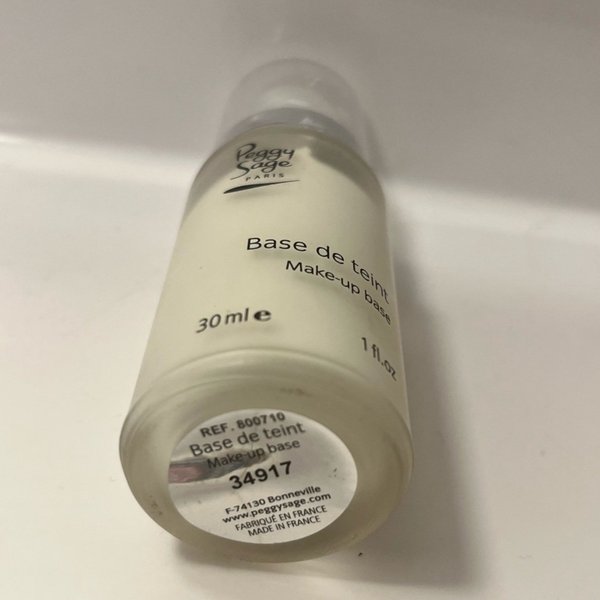 Peggy
Sage
PARIS
Base de teint
Make-up base
30 ml e
1 fl.oz
REF. 800710
Base de teint
Make-up base
34917
F-74130 Bonneville
www.peggysage.com
FABRIQUÉ EN FRANCE
MADE IN FRANCE